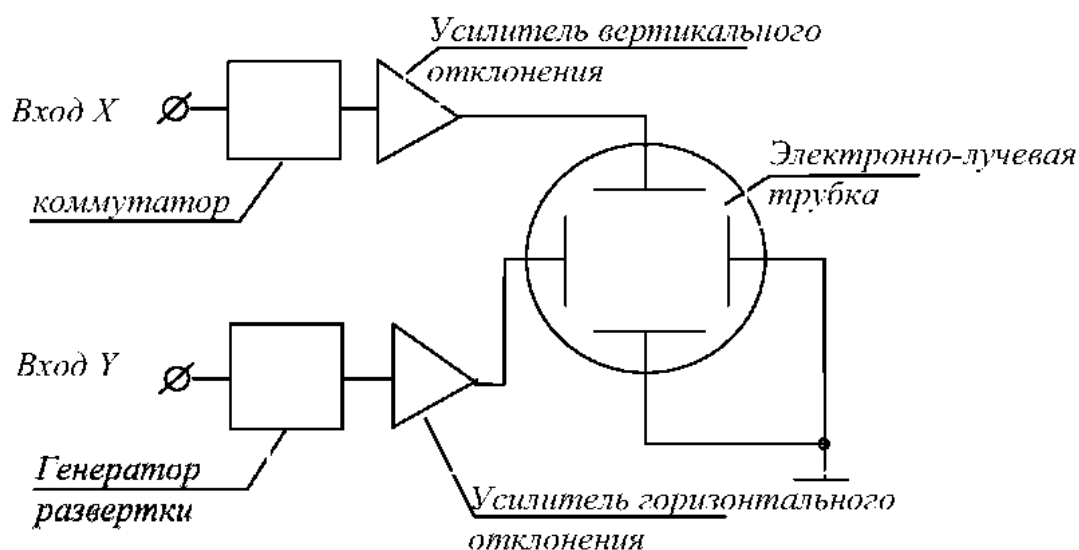 Усилитель вертикального
отклонения
Вход X
Электронно-лучевая
трубка
коммутатор
Вход Y
Генератор
развертки
Усилитель горизонтального
отклонения